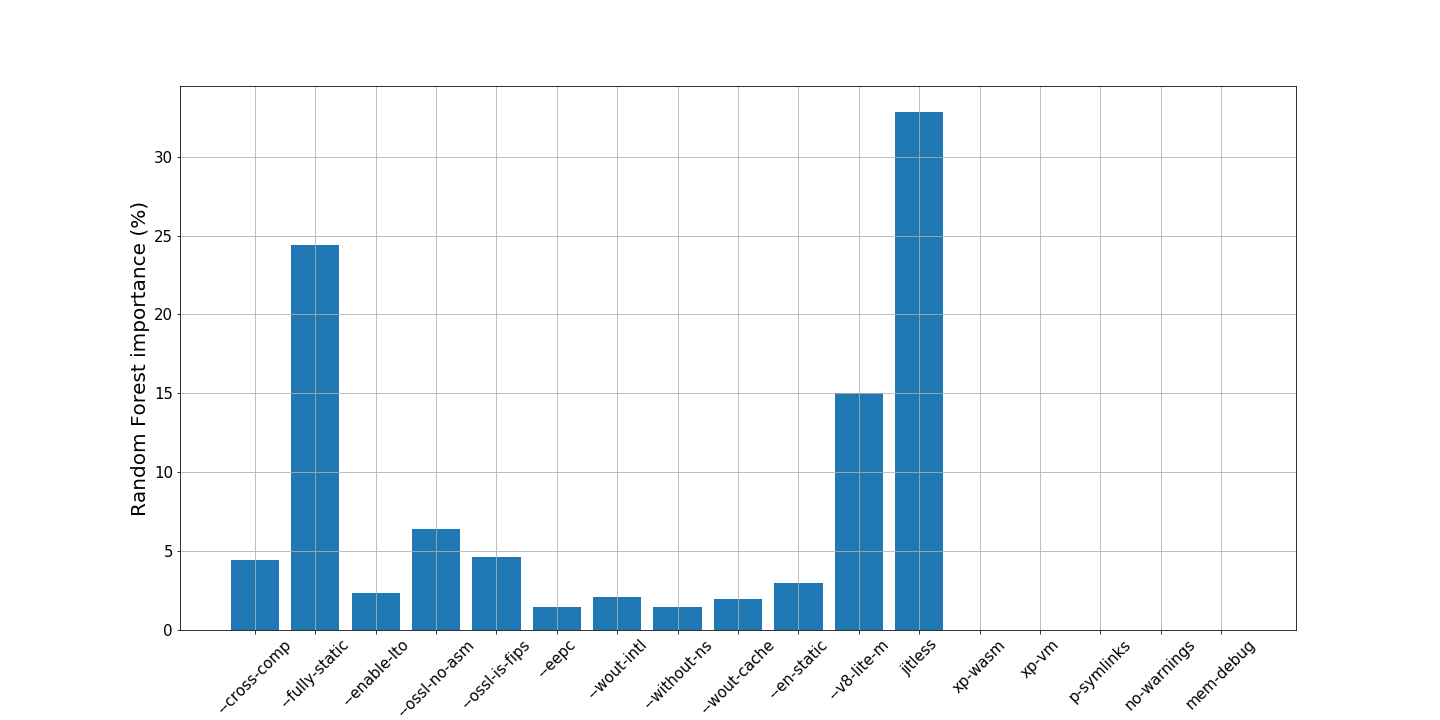 Random Forest importance (%)
30
25
20
15
10
5
0
−cross-comp
−fully-static
−enable-lto
−ossl-no-asm
−ossl-is-fips
−eepc
−wout-intl
−without-ns
−wout-cache
−en-static
−v8-lite-m
jitless
xp-wasm
xp-vm
p-symlinks
no-warnings
mem-debug